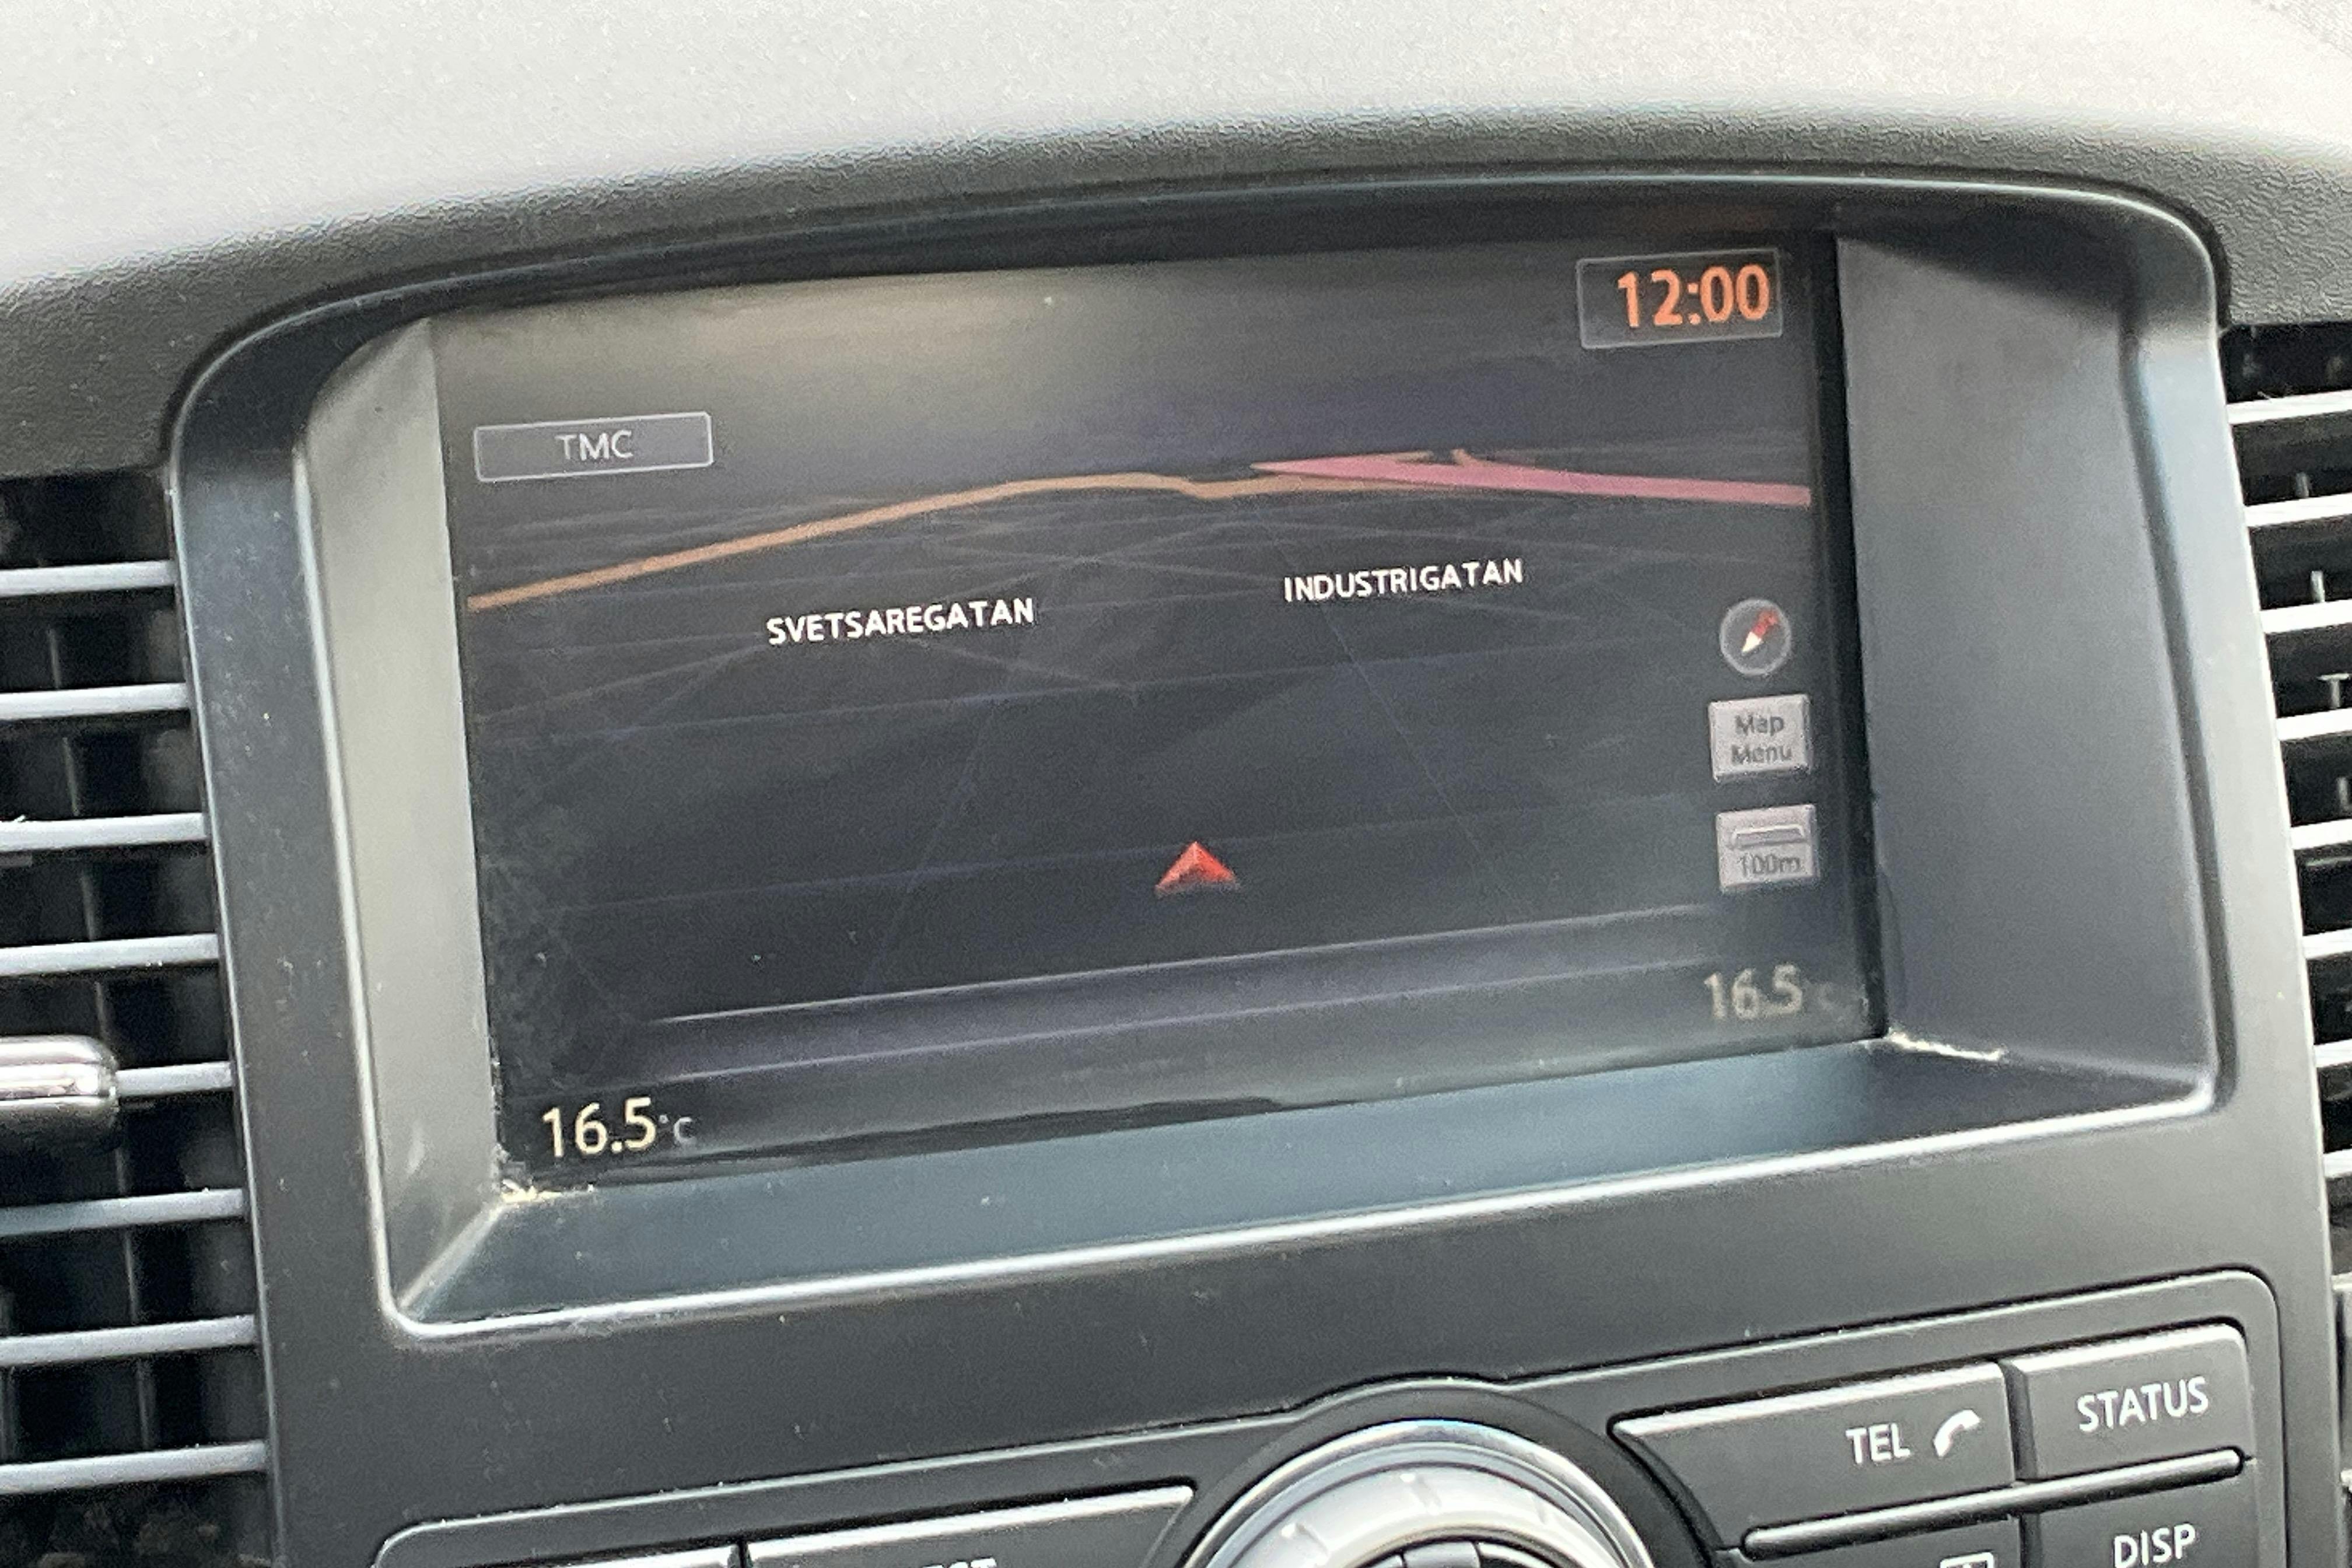 12:00
TMC
INDUSTRIGATAN
SVETSAREGATAN
Map
Menu
100m
16.5°C
16.5°C
TEL
STATUS
DISP